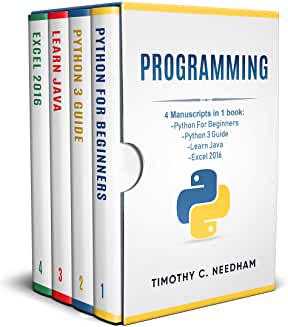 EXCEL 2016
4
LEARN JAVA
3
PYTHON 3 GUIDE
2
PYTHON FOR BEGINNERS
1
PROGRAMMING
4 Manuscripts in 1 book:
-Python For Beginners
-Python 3 Guide
-Learn Java
-Excel 2016
TIMOTHY C. NEEDHAM